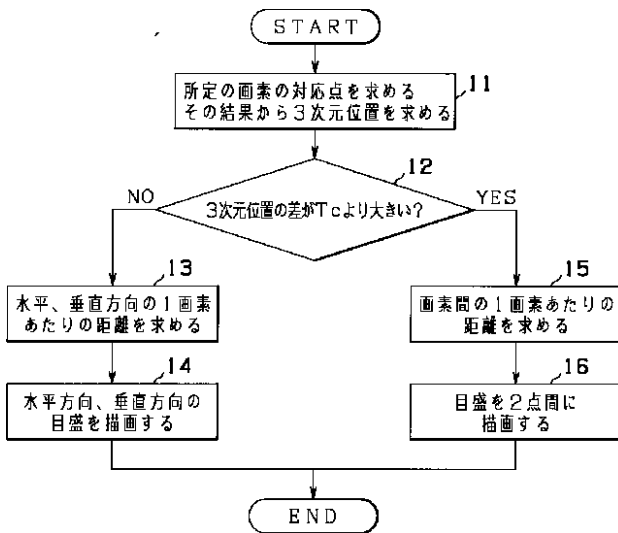 START
11
所定の画素の対応点を求める
その結果から3次元位置を求める
12
3次元位置の差がTcより大きい?
NO
YES
13
水平、垂直方向の1画素
あたりの距離を求める
14
水平方向、垂直方向の
目盛を描画する
15
画素間の1画素あたりの
距離を求める
16
目盛を2点間に
描画する
END